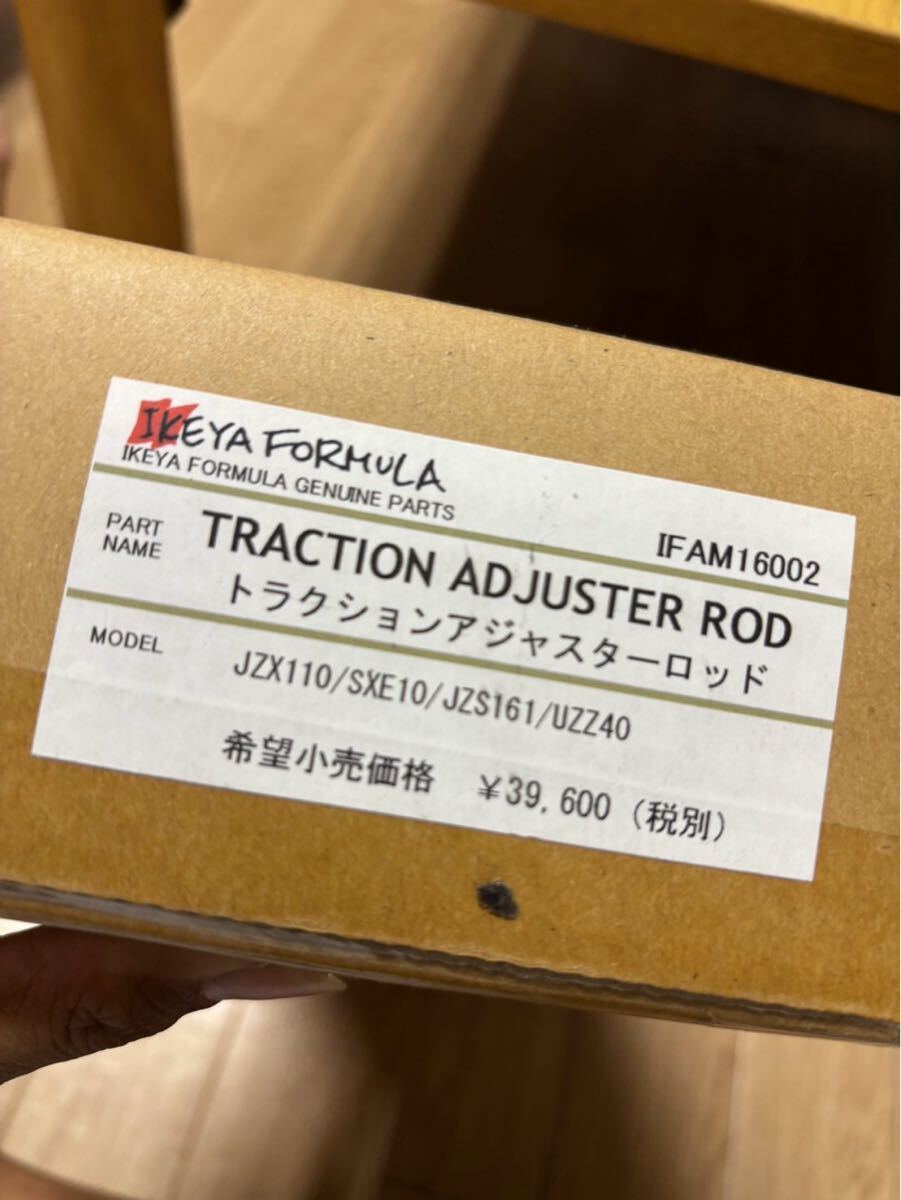 IKEYA FORMULA
IKEYA FORMULA GENUINE PARTS
IFAM16002
PART NAME
TRACTION ADJUSTER ROD
トラクションアジャスターロッド
MODEL
JZX110/SXE10/JZS161/UZZ40
希望小売価格 ¥39,600 (税別)